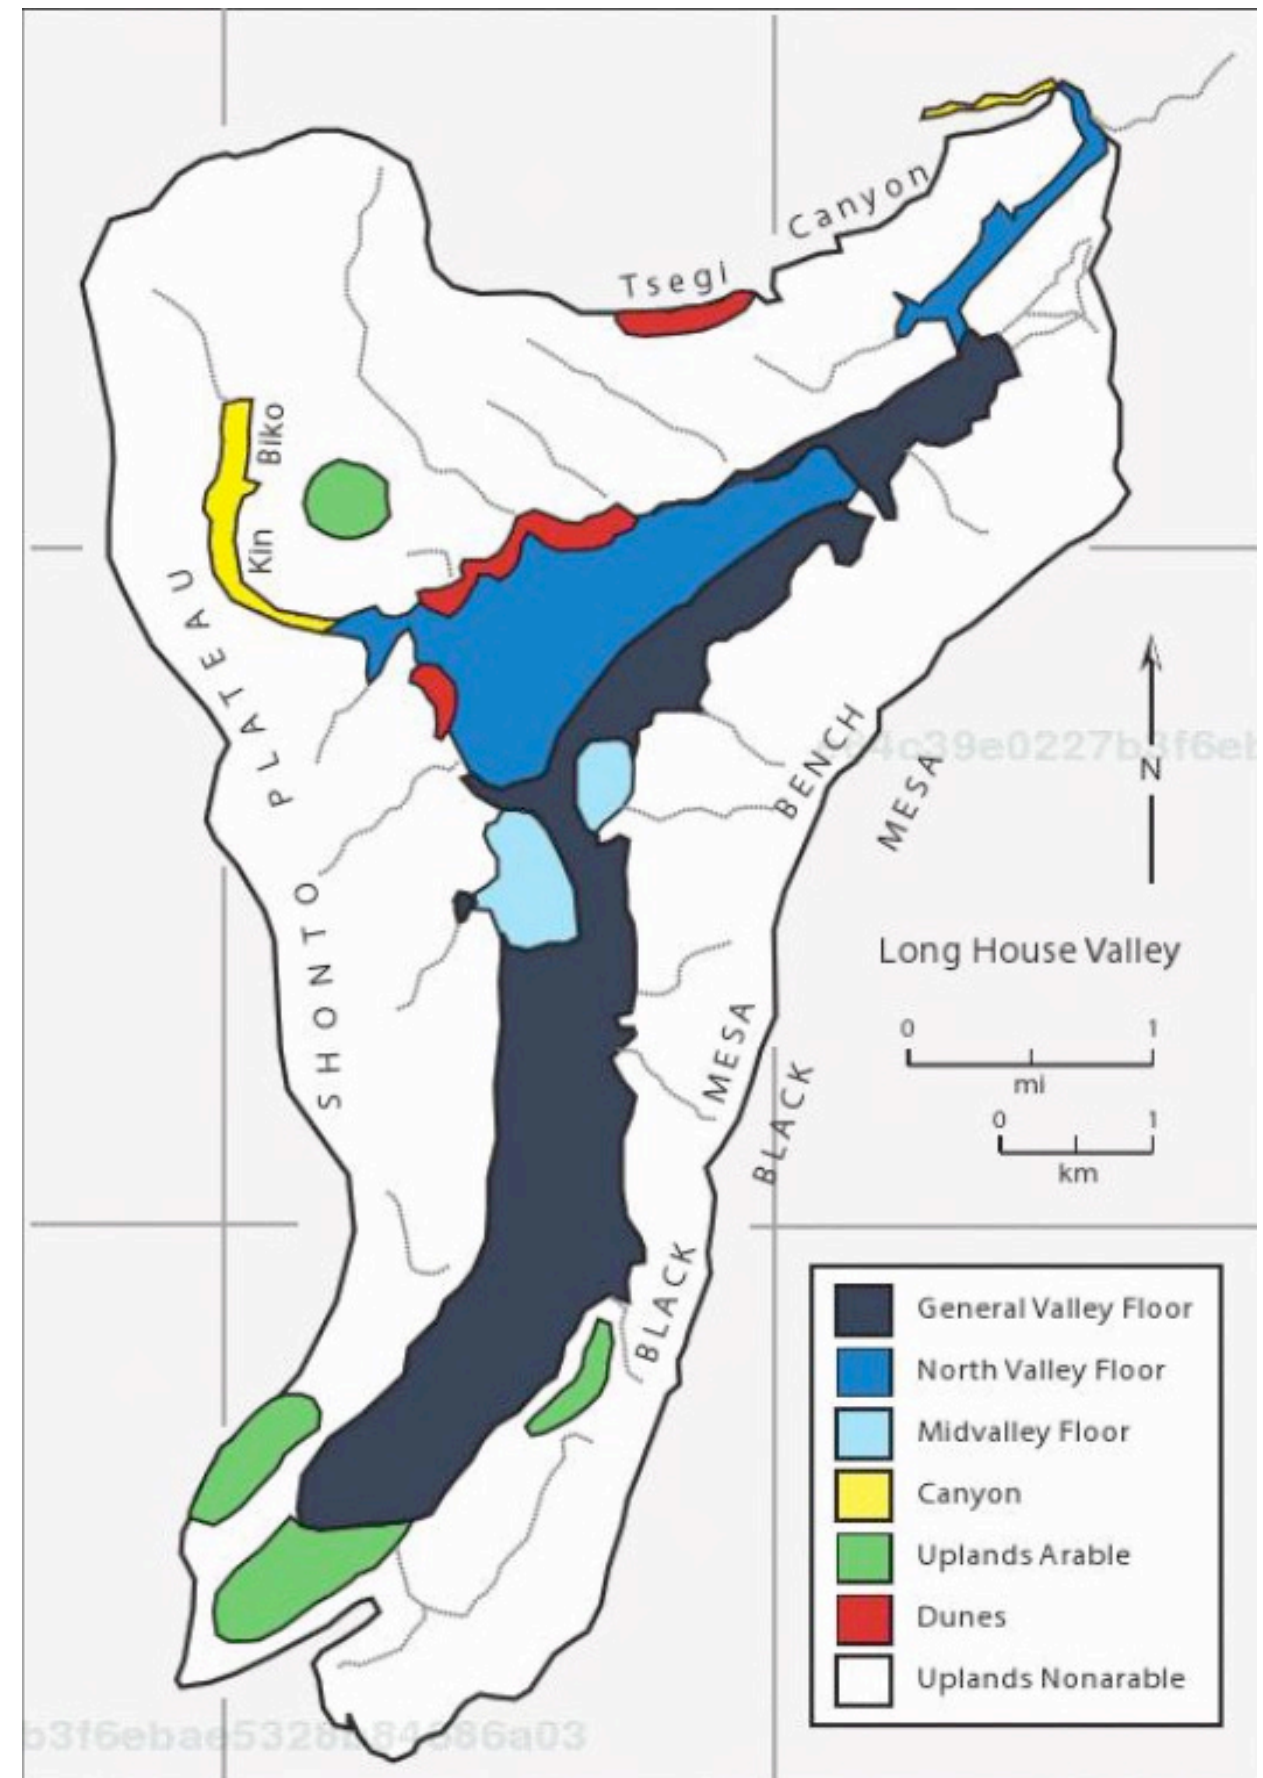 Canyon
Tsegi
Biko
Kin
PLATEAU
SHONTO
BENCH
MESA
MESA
BLACK
BLACK
N
Long House Valley
0 1
mi
0 1
km
General Valley Floor
North Valley Floor
Midvalley Floor
Canyon
Uplands Arable
Dunes
Uplands Nonarable